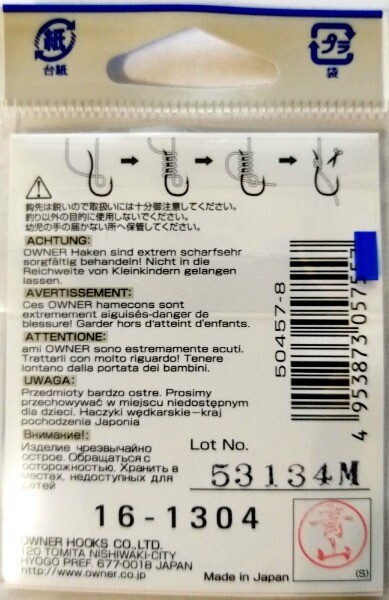 紙
台紙
プラ
袋
鈎先は鋭いので取扱いには十分御注意してください。
釣り以外の目的に使用しないでください。
幼児の手の届かない所へ保管してください。
ACHTUNG:
OWNER Haken sind extrem scharfsehr
sorgfältig behandeln! Nicht in die
Reichweite von Kleinkindern gelangen
lassen.
AVERTISSEMENT:
Ces OWNER hamecons sont
extremement aiguisés-danger de
blessure! Garder hors d'atteint d'enfants.
ATTENTIONE:
ami OWNER sono estremamente acuti.
Trattarli con molto riguardo! Tenere
lontano dalla portata dei bambini.
UWAGA:
Przedmioty bardzo ostre. Prosimy
przechowywać w miejscu niedostępnym
dla dzieci. Haczyki wędkarskie-kraj
pochodzenia Japonia
Внимание!:
Изделие чрезвычайно
острое. Обращаться с
осторожностью. Хранить в
местах, недоступных для
детей
50457-8
4 953873 057
Lot No.
53134M
16-1304
OWNER HOOKS CO.,LTD.
120 TOMITA NISHIWAKI-CITY
HYOGO PREF. 677-0018 JAPAN
http://www.owner.co.jp
Made in Japan
(S)